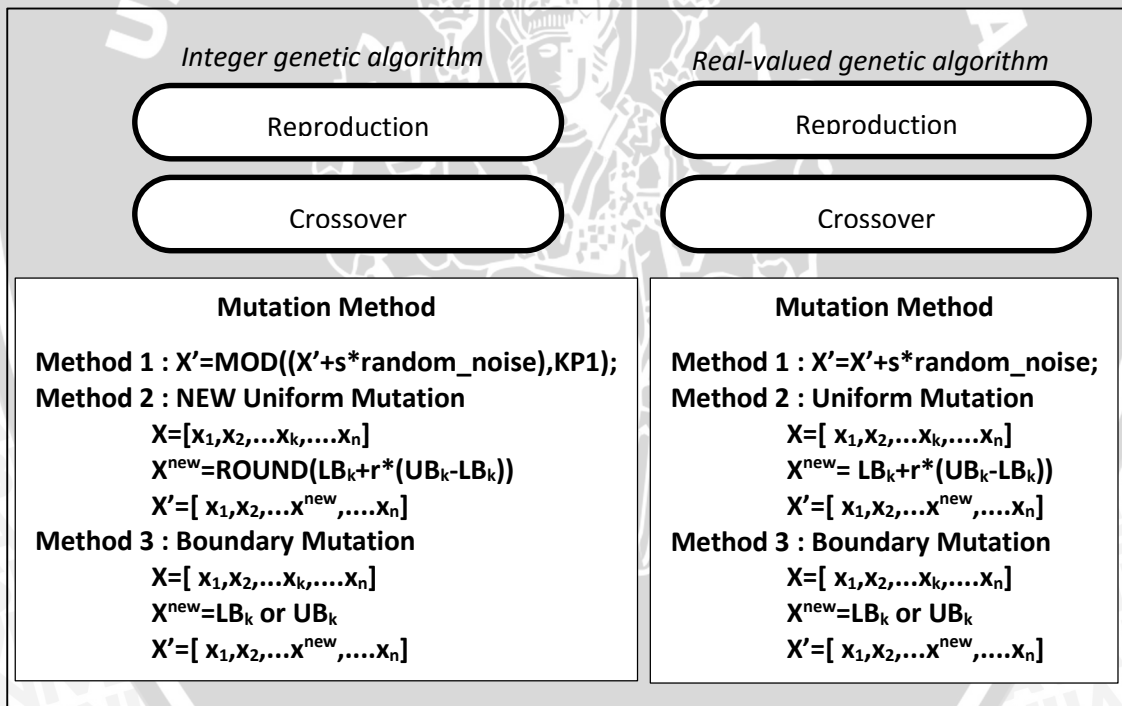 Integer genetic algorithm
Reproduction
Crossover
Mutation Method
Method 1 : X’=MOD((X’+s*random_noise),KP1);
Method 2 : NEW Uniform Mutation
X=[x₁,x₂,...xₖ,....xₙ]
Xⁿᵉʷ=ROUND(LBₖ+r*(UBₖ-LBₖ))
X’=[ x₁,x₂,...xⁿᵉʷ,....xₙ]
Method 3 : Boundary Mutation
X=[ x₁,x₂,...xₖ,....xₙ]
Xⁿᵉʷ=LBₖ or UBₖ
X’=[ x₁,x₂,...xⁿᵉʷ,....xₙ]
Real-valued genetic algorithm
Reproduction
Crossover
Mutation Method
Method 1 : X’=X’+s*random_noise;
Method 2 : Uniform Mutation
X=[ x₁,x₂,...xₖ,....xₙ]
Xⁿᵉʷ= LBₖ+r*(UBₖ-LBₖ))
X’=[ x₁,x₂,...xⁿᵉʷ,....xₙ]
Method 3 : Boundary Mutation
X=[ x₁,x₂,...xₖ,....xₙ]
Xⁿᵉʷ=LBₖ or UBₖ
X’=[ x₁,x₂,...xⁿᵉʷ,....xₙ]